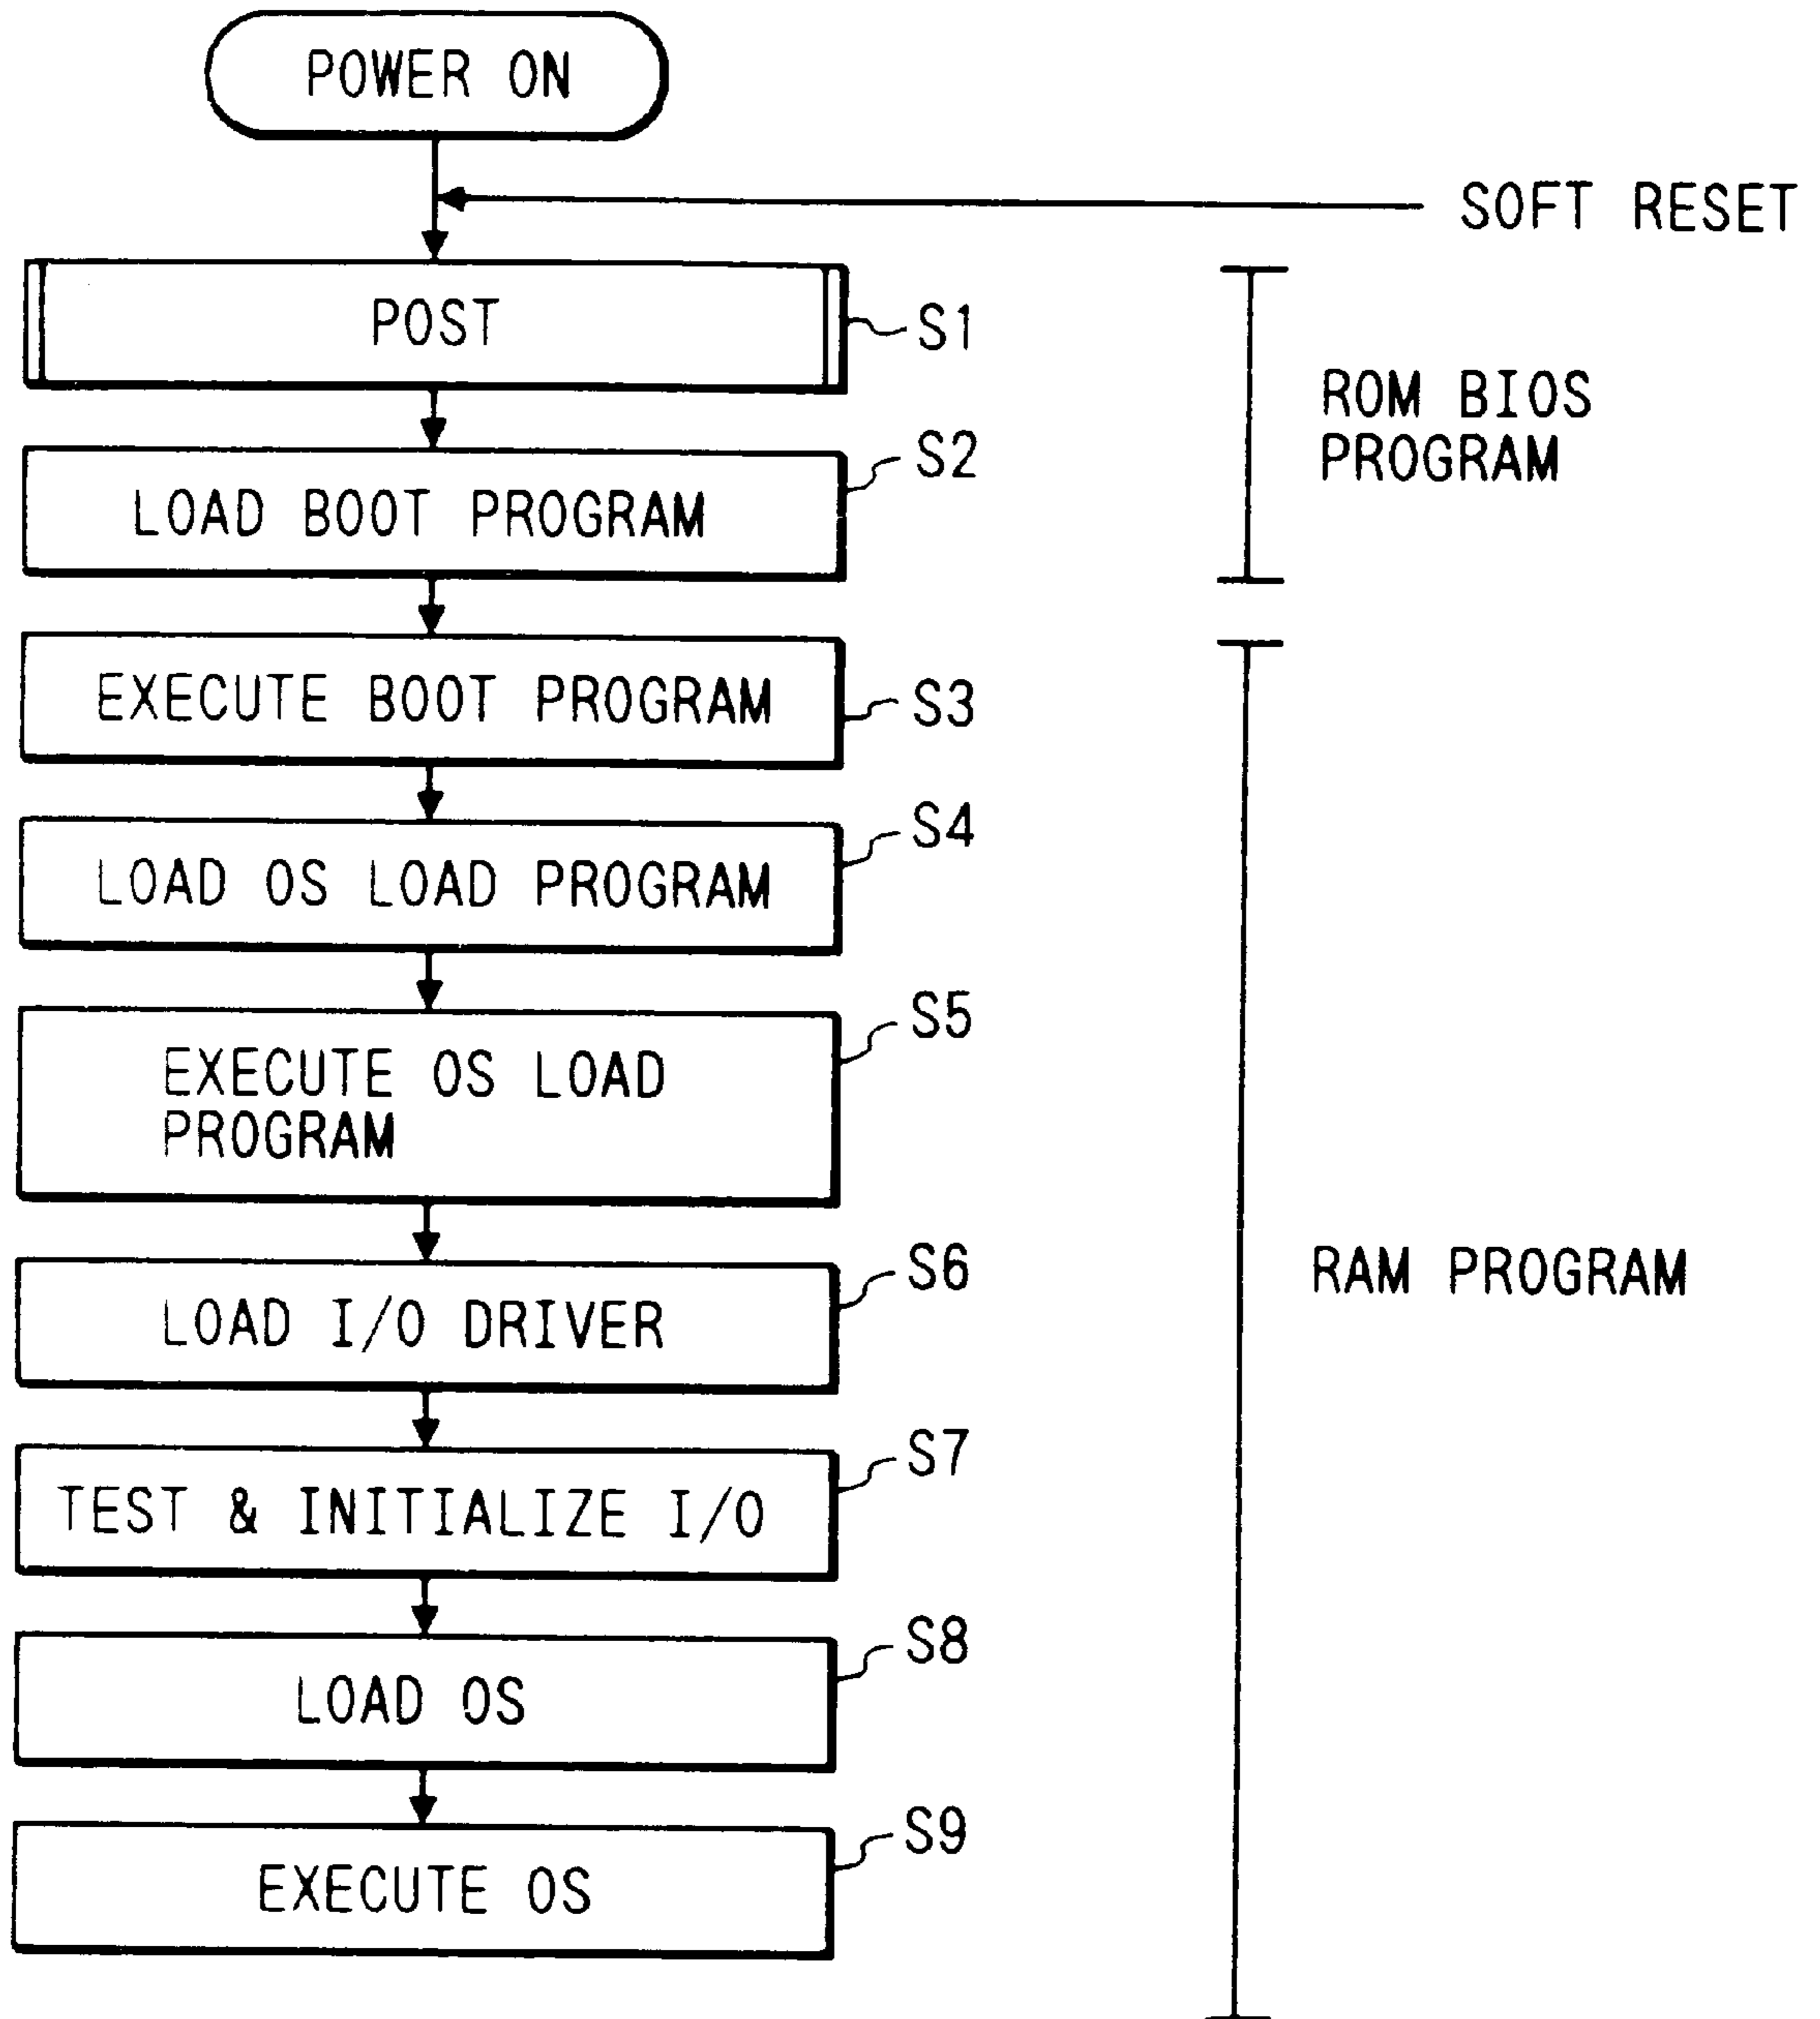 POWER ON
SOFT RESET
POST
S1
ROM BIOS
PROGRAM
S2
LOAD BOOT PROGRAM
EXECUTE BOOT PROGRAM
S3
S4
LOAD OS LOAD PROGRAM
S5
EXECUTE OS LOAD
PROGRAM
S6
LOAD I/O DRIVER
RAM PROGRAM
S7
TEST & INITIALIZE I/O
S8
LOAD OS
S9
EXECUTE OS